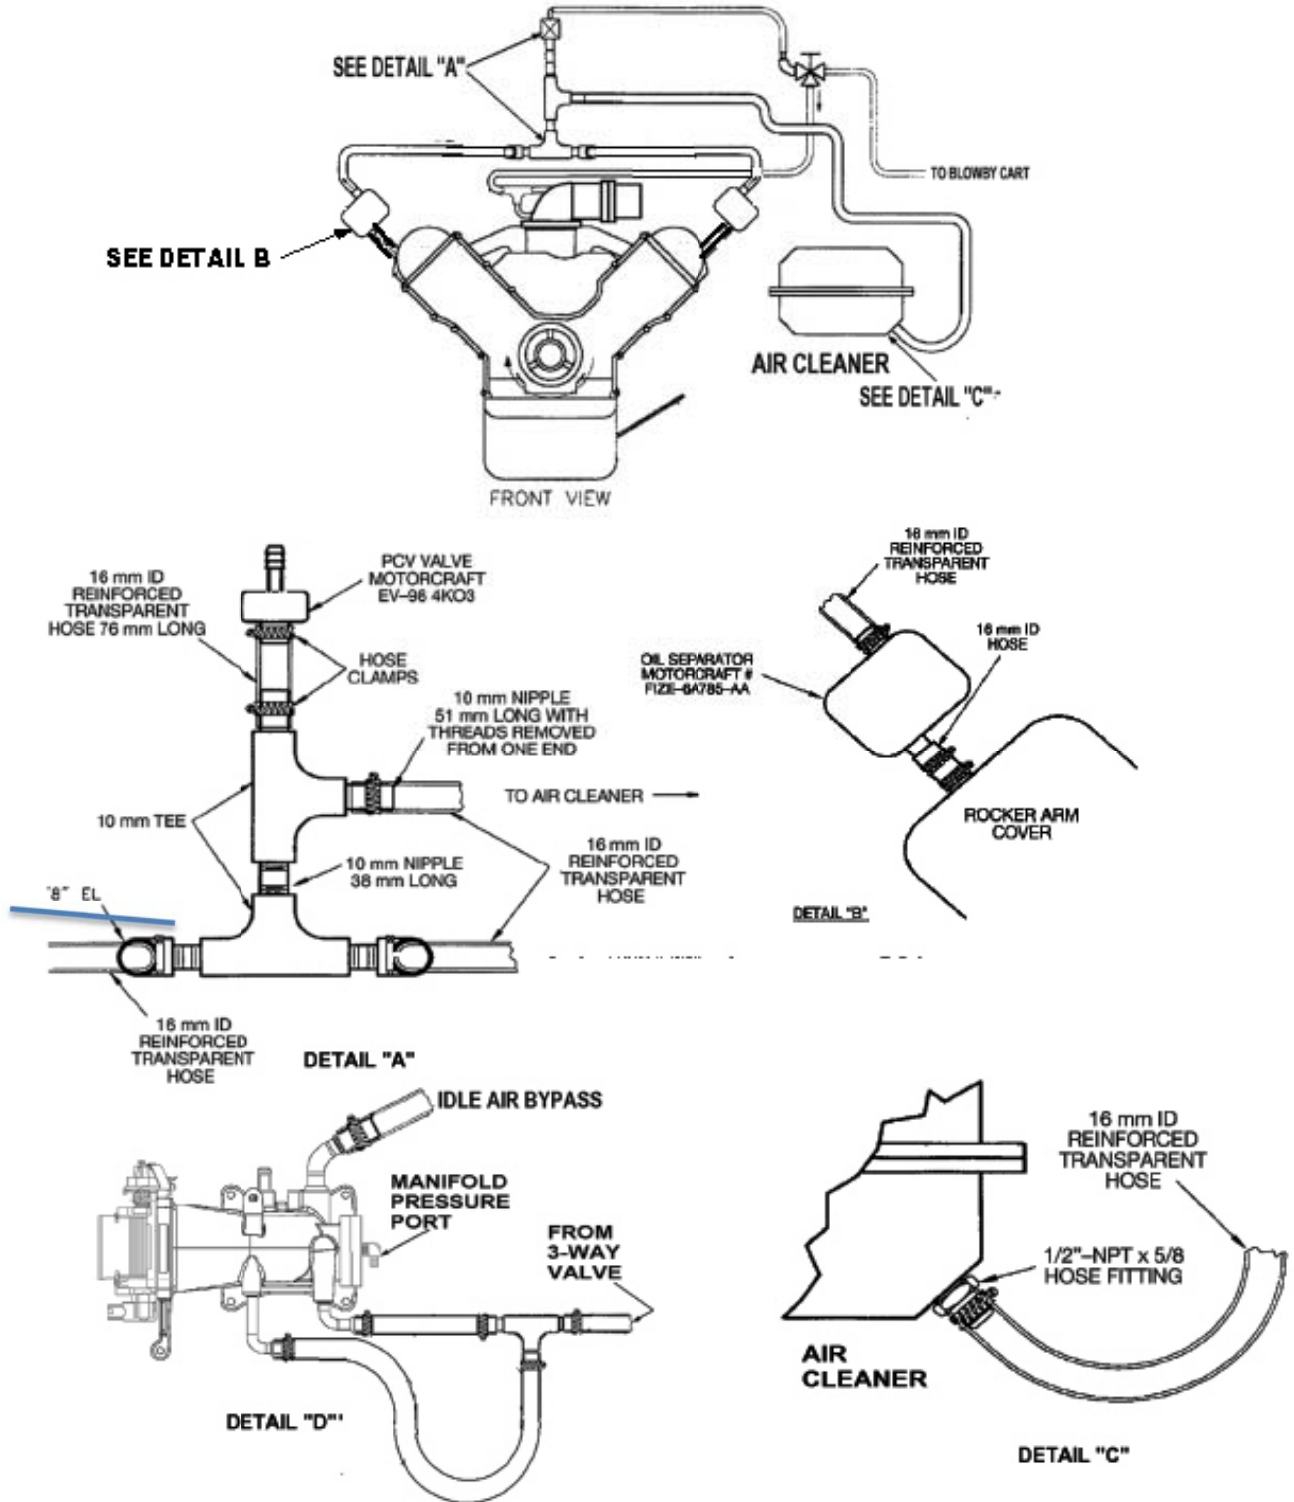 SEE DETAIL "A"
TO BLOWBY CART
SEE DETAIL B
AIR CLEANER
SEE DETAIL "C"
FRONT VIEW
16 mm ID
REINFORCED
TRANSPARENT
HOSE 76 mm LONG
PCV VALVE
MOTORCRAFT
EV–98 4KO3
HOSE
CLAMPS
10 mm NIPPLE
51 mm LONG WITH
THREADS REMOVED
FROM ONE END
TO AIR CLEANER
10 mm TEE
10 mm NIPPLE
38 mm LONG
16 mm ID
REINFORCED
TRANSPARENT
HOSE
"8" EL
16 mm ID
REINFORCED
TRANSPARENT
HOSE
DETAIL "A"
16 mm ID
REINFORCED
TRANSPARENT
HOSE
16 mm ID
HOSE
OIL SEPARATOR
MOTORCRAFT #
ROCKER ARM
COVER
DETAIL "B"
IDLE AIR BYPASS
MANIFOLD
PRESSURE
PORT
FROM
3-WAY
VALVE
DETAIL "D"'
16 mm ID
REINFORCED
TRANSPARENT
HOSE
1/2"–NPT x 5/8
HOSE FITTING
AIR
CLEANER
DETAIL "C"